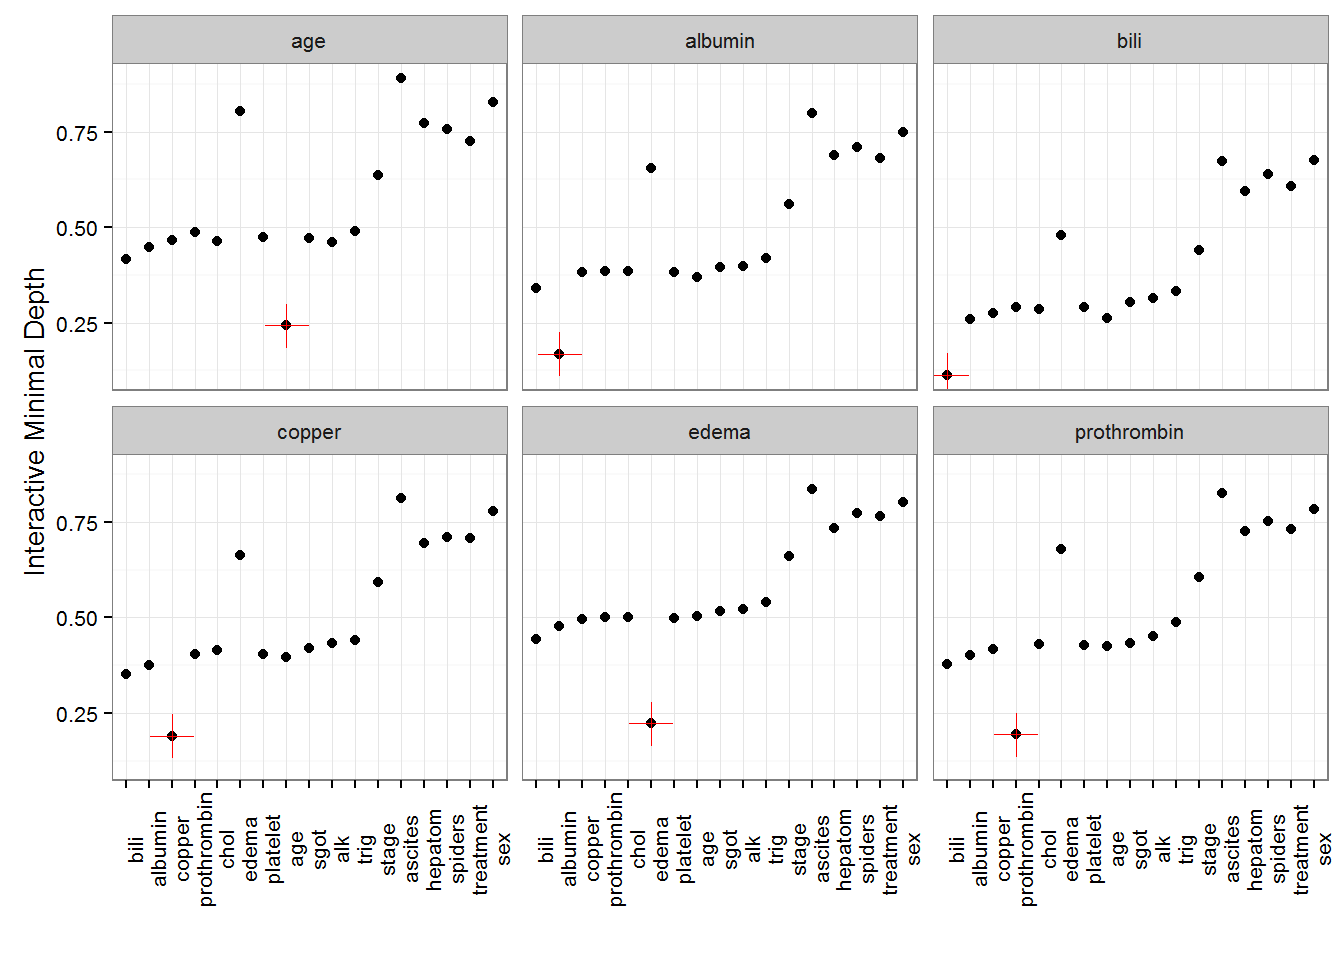 age albumin bili
Interactive Minimal Depth
0.75
0.50
0.25
copper edema prothrombin
0.75
0.50
0.25
bili albumin copper prothrombin chol edema platelet age sgot alk trig stage ascites hepatom spiders treatment sex
bili albumin copper prothrombin chol edema platelet age sgot alk trig stage ascites hepatom spiders treatment sex
bili albumin copper prothrombin chol edema platelet age sgot alk trig stage ascites hepatom spiders treatment sex